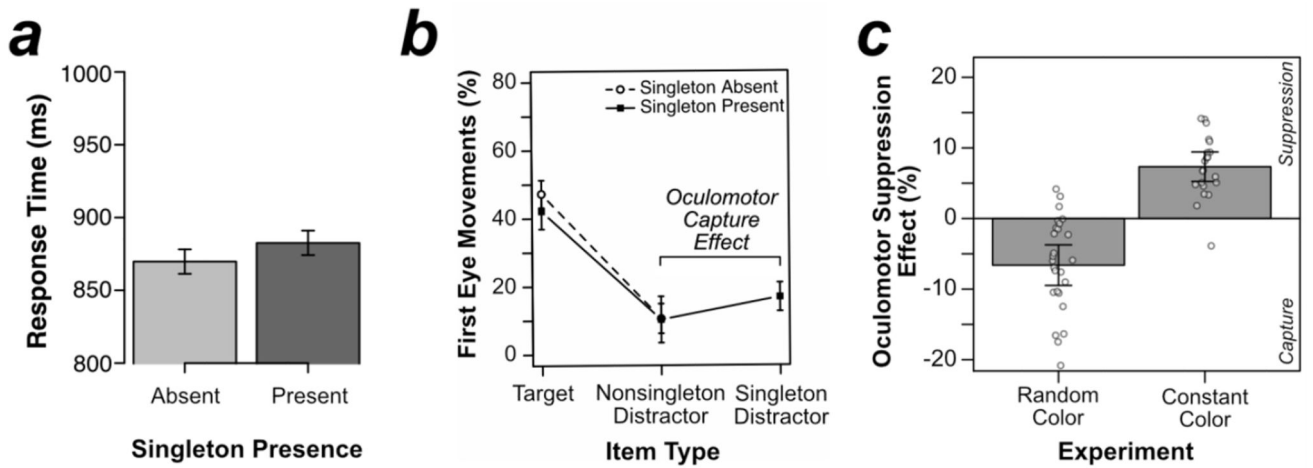 a
Response Time (ms)
1000
950
900
850
800
Absent
Present
Singleton Presence
b
First Eye Movements (%)
80
60
40
20
0
Singleton Absent
Singleton Present
Oculomotor
Capture
Effect
Target
Nonsingleton
Distractor
Singleton
Distractor
Item Type
c
Oculomotor Suppression
Effect (%)
20
10
0
-10
-20
Suppression
Capture
Random
Color
Constant
Color
Experiment